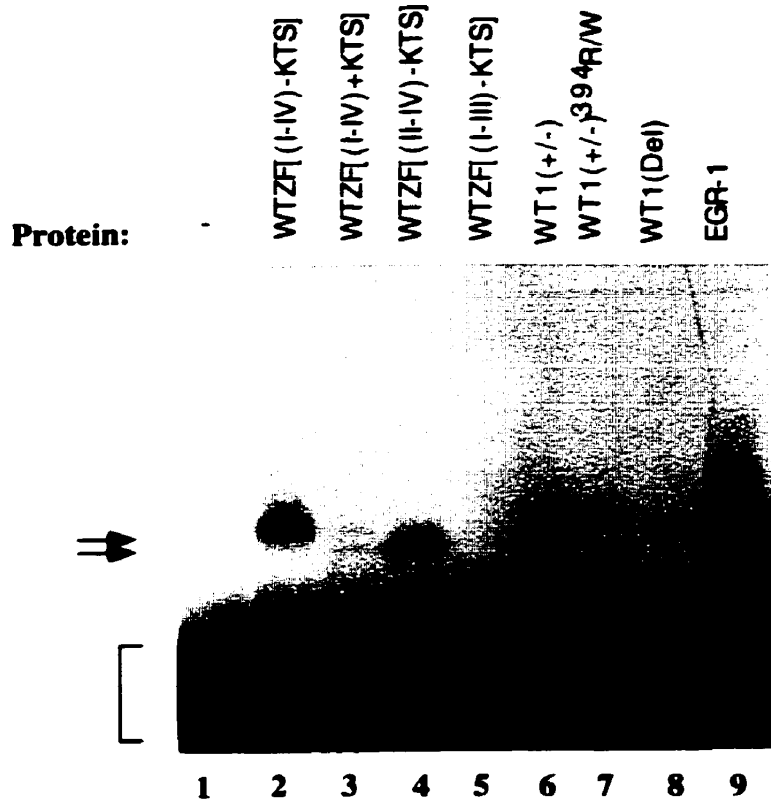 WTZF[(I-IV)-KTS]
WTZF[(I-IV)+KTS]
WTZF[(II-IV)-KTS]
WTZF[(I-III)-KTS]
WT1(+/-)
WT1(+/-)394R/W
WT1(Del)
EGR-1
Protein: -
1 2 3 4 5 6 7 8 9